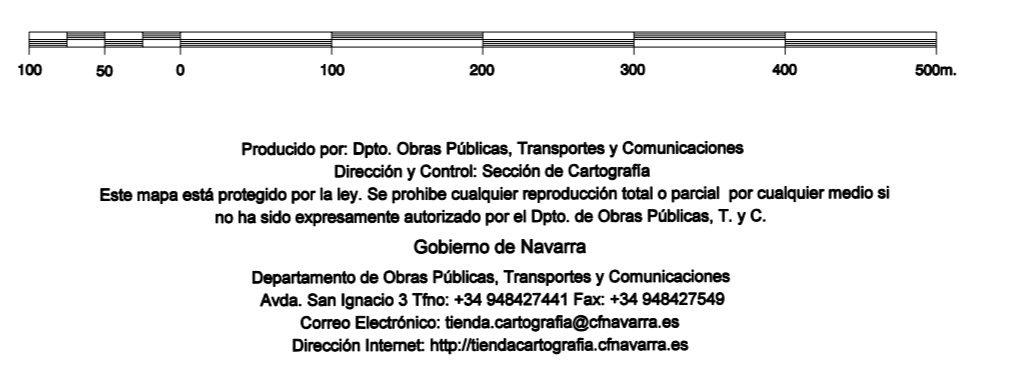 100 50 0 100 200 300 400 500m.
Producido por: Dpto. Obras Públicas, Transportes y Comunicaciones
Dirección y Control: Sección de Cartografía
Este mapa está protegido por la ley. Se prohibe cualquier reproducción total o parcial por cualquier medio si
no ha sido expresamente autorizado por el Dpto. de Obras Públicas, T. y C.
Gobierno de Navarra
Departamento de Obras Públicas, Transportes y Comunicaciones
Avda. San Ignacio 3 Tfno: +34 948427441 Fax: +34 948427549
Correo Electrónico: tienda.cartografia@cfnavarra.es
Dirección Internet: http://tiendacartografia.cfnavarra.es